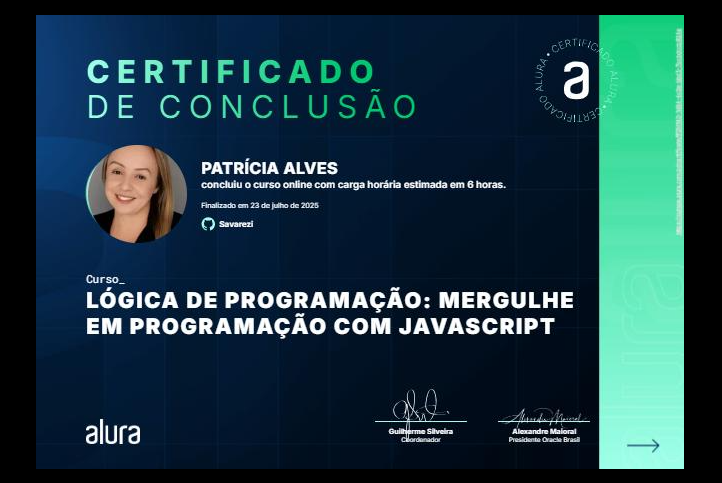 CERTIFICADO
DE CONCLUSÃO
CERTIFICADO ALURA • CERTIFICADO ALURA •
a
PATRÍCIA ALVES
concluiu o curso online com carga horária estimada em 6 horas.
Finalizado em 23 de julho de 2025
Savarezi
Curso_
LÓGICA DE PROGRAMAÇÃO: MERGULHE
EM PROGRAMAÇÃO COM JAVASCRIPT
alura
Guilherme Silveira
Coordenador
Alexandre Maioral
Presidente Oracle Brasil
alura